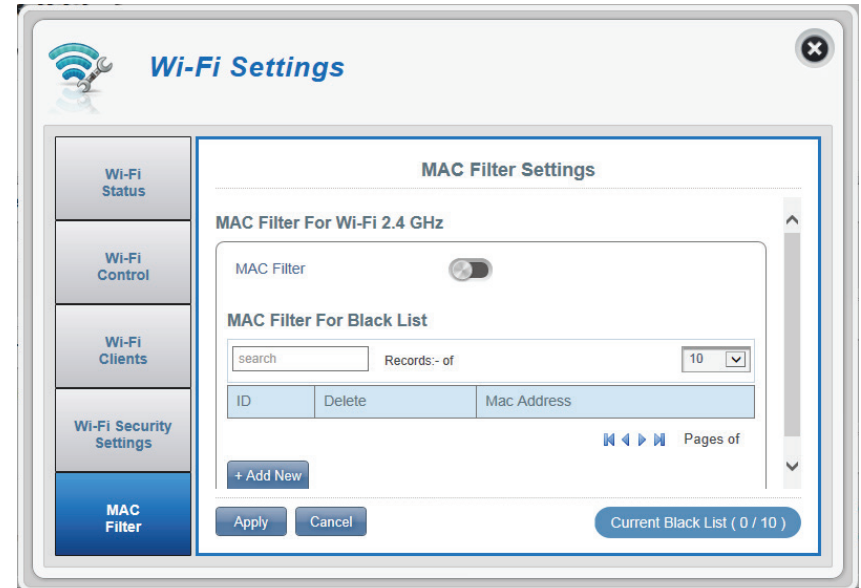 Wi-Fi Settings
Wi-Fi
Status
Wi-Fi
Control
Wi-Fi
Clients
Wi-Fi Security
Settings
MAC
Filter
MAC Filter Settings
MAC Filter For Wi-Fi 2.4 GHz
MAC Filter
MAC Filter For Black List
search Records:- of 10
ID Delete Mac Address
Pages of
+ Add New
Apply Cancel Current Black List ( 0 / 10 )